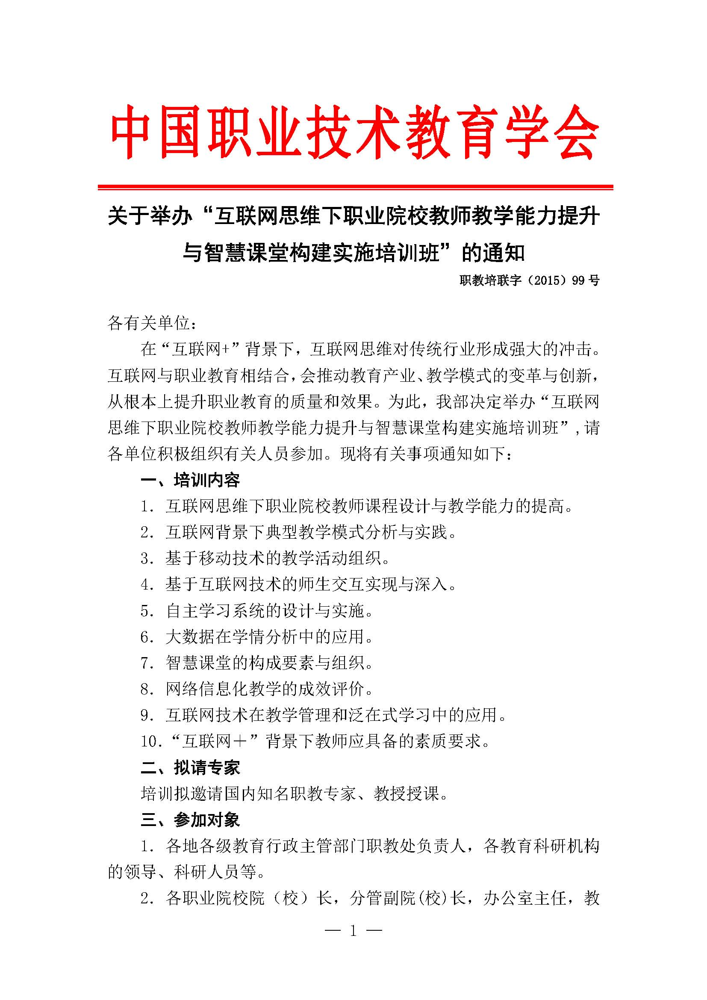 中国职业技术教育学会
关于举办“互联网思维下职业院校教师教学能力提升
与智慧课堂构建实施培训班”的通知
职教培联字（2015）99 号
各有关单位：
在“互联网+”背景下，互联网思维对传统行业形成强大的冲击。
互联网与职业教育相结合，会推动教育产业、教学模式的变革与创新，
从根本上提升职业教育的质量和效果。为此，我部决定举办“互联网
思维下职业院校教师教学能力提升与智慧课堂构建实施培训班”,请
各单位积极组织有关人员参加。现将有关事项通知如下：
一、培训内容
1．互联网思维下职业院校教师课程设计与教学能力的提高。
2．互联网背景下典型教学模式分析与实践。
3．基于移动技术的教学活动组织。
4．基于互联网技术的师生交互实现与深入。
5．自主学习系统的设计与实施。
6．大数据在学情分析中的应用。
7．智慧课堂的构成要素与组织。
8．网络信息化教学的成效评价。
9．互联网技术在教学管理和泛在式学习中的应用。
10．“互联网＋”背景下教师应具备的素质要求。
二、拟请专家
培训拟邀请国内知名职教专家、教授授课。
三、参加对象
1．各地各级教育行政主管部门职教处负责人，各教育科研机构
的领导、科研人员等。
2．各职业院校院（校）长，分管副院(校)长，办公室主任，教
— 1 —